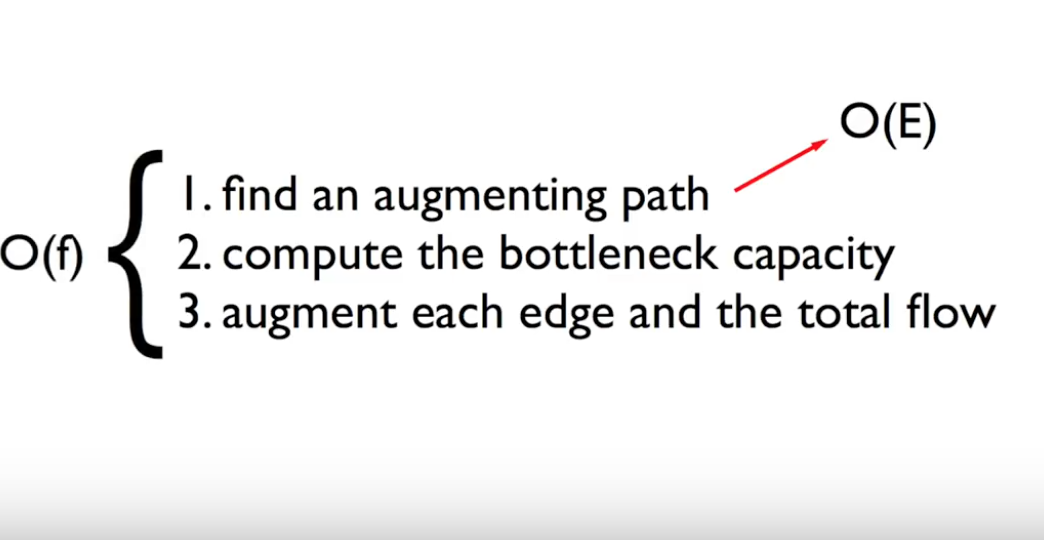 O(E)
1. find an augmenting path
O(f)
2. compute the bottleneck capacity
3. augment each edge and the total flow